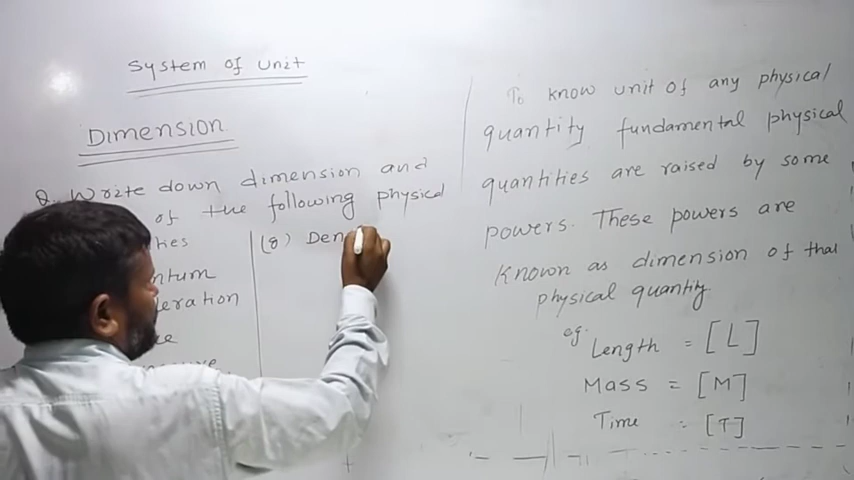 System of unit
Dimension
Q. Write down dimension and
of the following physical
ties
(8) Den
ntum
leration
To know unit of any physical
quantity fundamental physical
quantities are raised by some
powers. These powers are
Known as dimension of that
physical quantity.
eg.
Length = [L]
Mass = [M]
Time : [T]